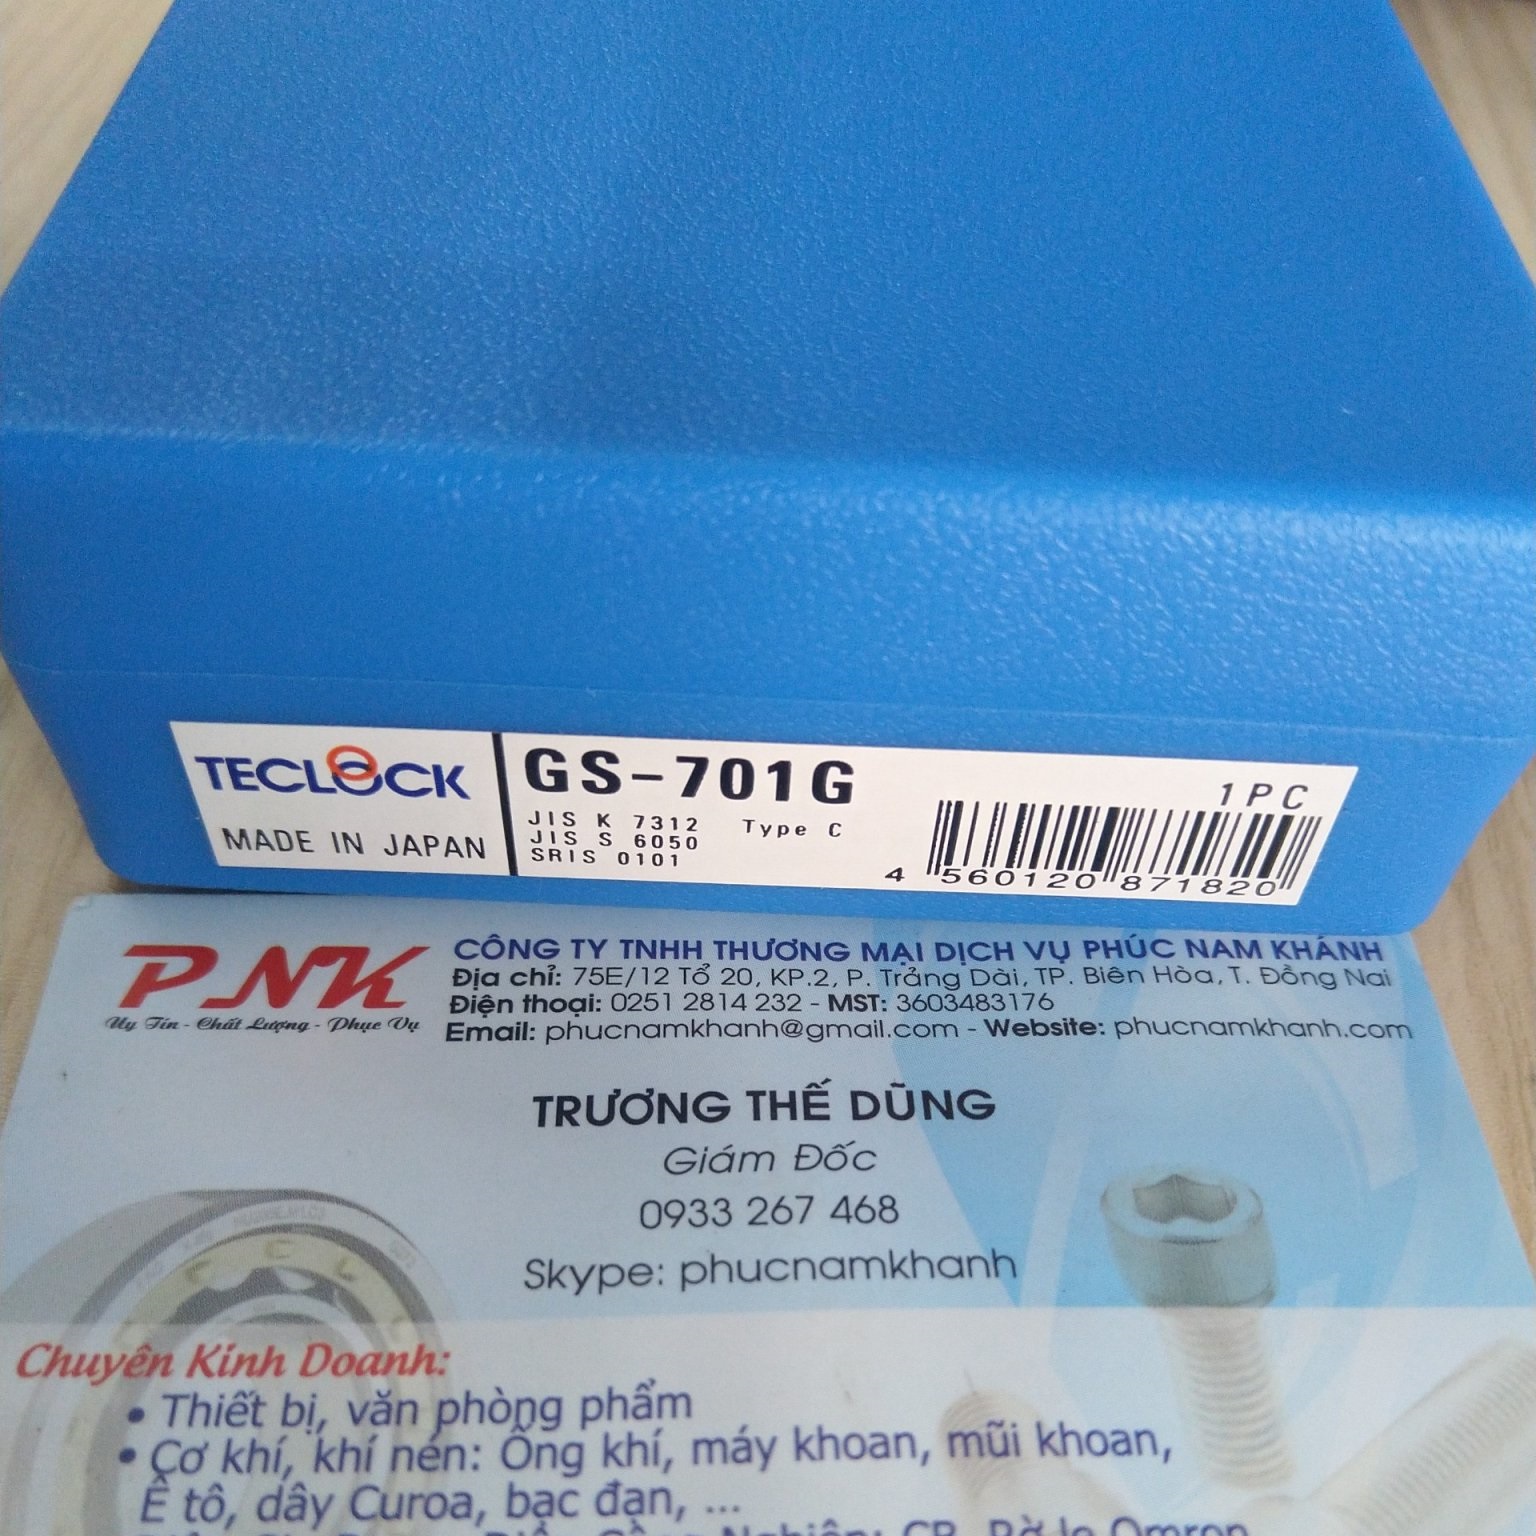 TECLOCK
MADE IN JAPAN
GS-701G
JIS K 7312 Type C
JIS S 6050
SRIS 0101
1PC
4 560120 871820
PNK
Uy Tín - Chất Lượng - Phục Vụ
CÔNG TY TNHH THƯƠNG MẠI DỊCH VỤ PHÚC NAM KHÁNH
Địa chỉ: 75E/12 Tổ 20, KP.2, P. Trảng Dài, TP. Biên Hòa, T. Đồng Nai
Điện thoại: 0251 2814 232 - MST: 3603483176
Email: phucnamkhanh@gmail.com - Website: phucnamkhanh.com
TRƯƠNG THẾ DŨNG
Giám Đốc
0933 267 468
Skype: phucnamkhanh
Chuyên Kinh Doanh:
• Thiết bị, văn phòng phẩm
• Cơ khí, khí nén: Ống khí, máy khoan, mũi khoan,
Ê tô, dây Curoa, bạc đạn, ...